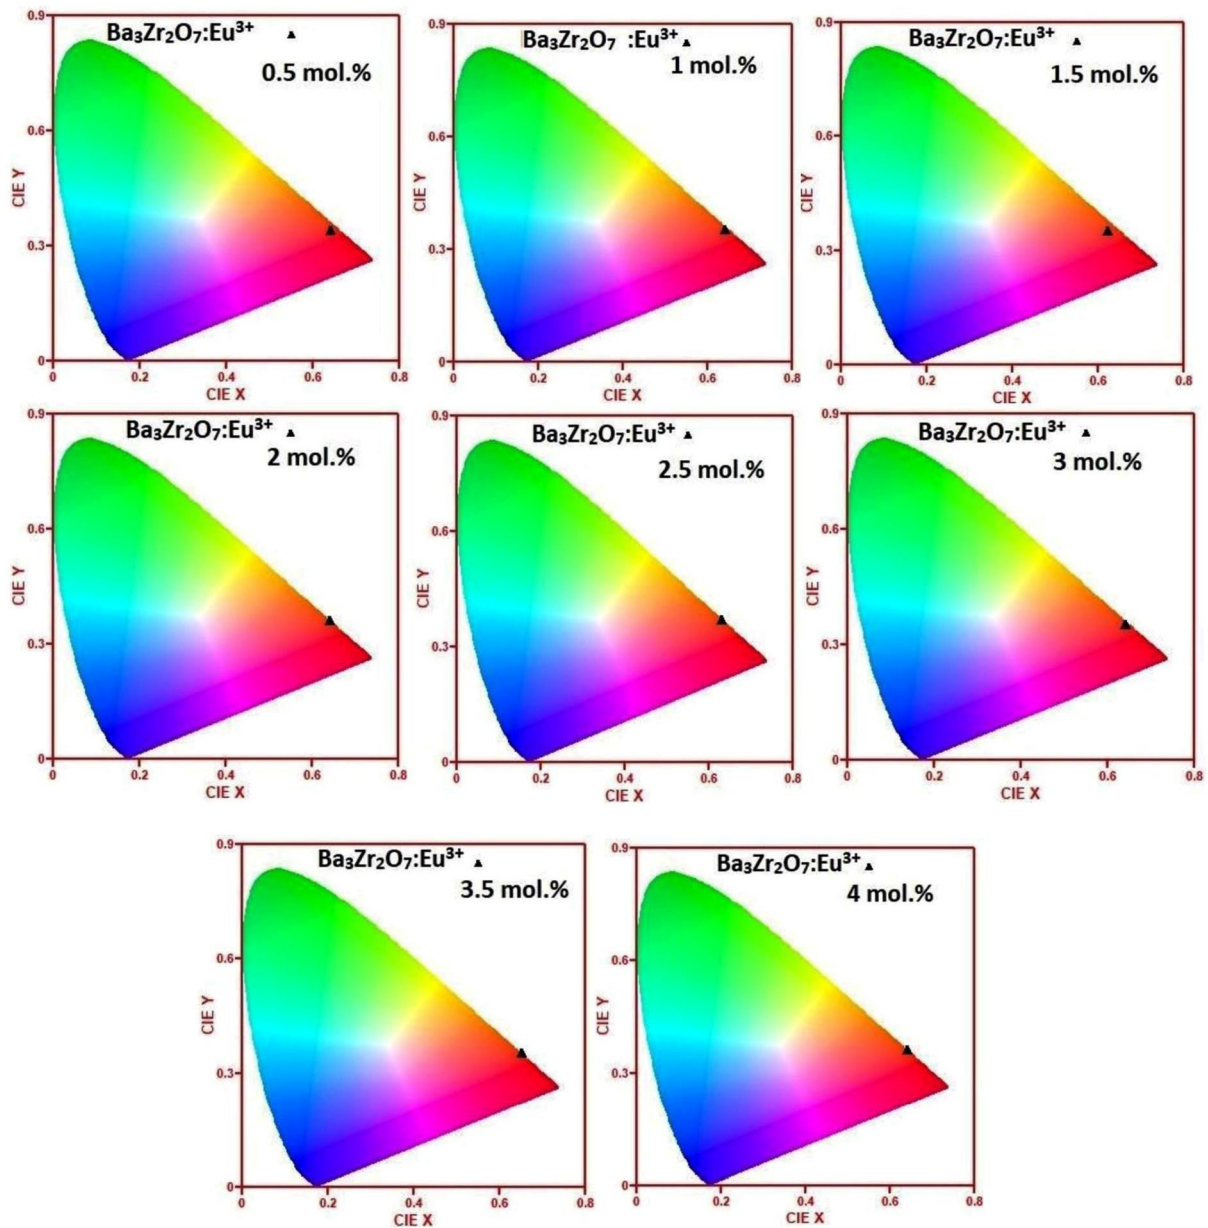 0.9
Ba₃Zr₂O₇:Eu³⁺ ▲
0.5 mol.%
0.6
CIE Y
0.3
0
0 0.2 0.4 0.6 0.8
CIE X
0.9
Ba₃Zr₂O₇ :Eu³⁺ ▲
1 mol.%
0.6
CIE Y
0.3
0
0 0.2 0.4 0.6 0.8
CIE X
0.9
Ba₃Zr₂O₇:Eu³⁺ ▲
1.5 mol.%
0.6
CIE Y
0.3
0
0 0.2 0.4 0.6 0.8
CIE X
0.9
Ba₃Zr₂O₇:Eu³⁺ ▲
2 mol.%
0.6
CIE Y
0.3
0
0 0.2 0.4 0.6 0.8
CIE X
0.9
Ba₃Zr₂O₇:Eu³⁺ ▲
2.5 mol.%
0.6
CIE Y
0.3
0
0 0.2 0.4 0.6 0.8
CIE X
0.9
Ba₃Zr₂O₇:Eu³⁺ ▲
3 mol.%
0.6
CIE Y
0.3
0
0 0.2 0.4 0.6 0.8
CIE X
0.9
Ba₃Zr₂O₇:Eu³⁺ ▲
3.5 mol.%
0.6
CIE Y
0.3
0
0 0.2 0.4 0.6 0.8
CIE X
0.9
Ba₃Zr₂O₇:Eu³⁺ ▲
4 mol.%
0.6
CIE Y
0.3
0
0 0.2 0.4 0.6 0.8
CIE X